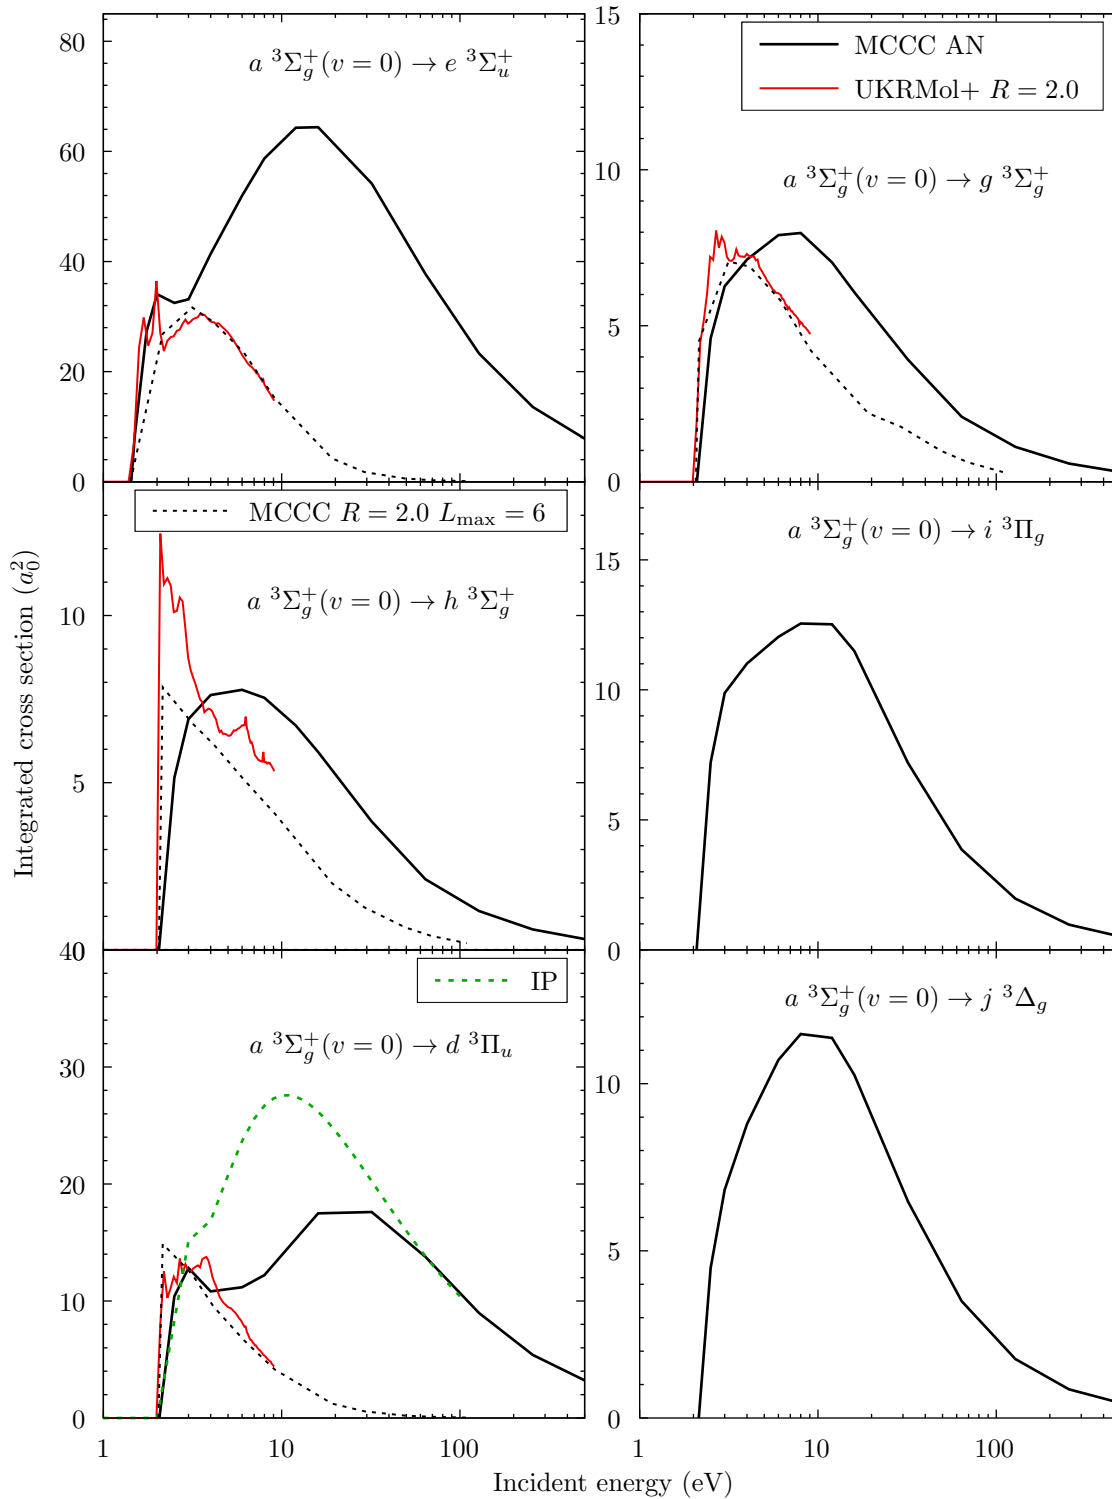 Integrated cross section (a₀²)
80
60
40
20
0
a ³Σg⁺(v = 0) → e ³Σu⁺
15
10
5
0
MCCC AN
UKRMol+ R = 2.0
a ³Σg⁺(v = 0) → g ³Σg⁺
MCCC R = 2.0 Lmax = 6
10
5
a ³Σg⁺(v = 0) → h ³Σg⁺
15
10
5
0
a ³Σg⁺(v = 0) → i ³Πg
40
30
20
10
0
IP
a ³Σg⁺(v = 0) → d ³Πu
1 10 100
10
5
0
a ³Σg⁺(v = 0) → j ³Δg
1 10 100
Incident energy (eV)